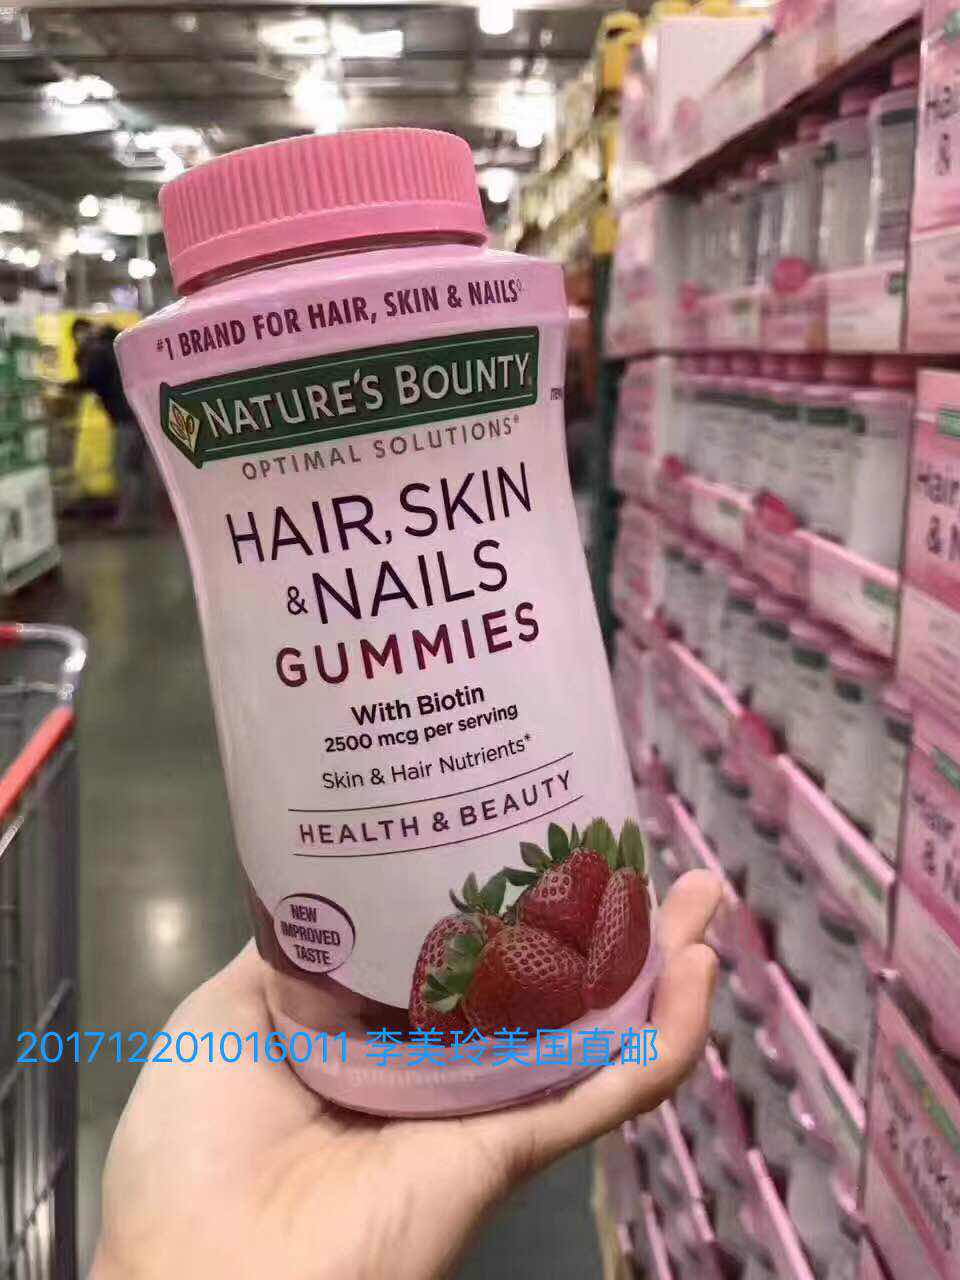 #1 BRAND FOR HAIR, SKIN & NAILS◊
NATURE'S BOUNTY®
OPTIMAL SOLUTIONS*
HAIR, SKIN
& NAILS
GUMMIES
With Biotin
2500 mcg per serving
Skin & Hair Nutrients*
HEALTH & BEAUTY
NEW
IMPROVED
TASTE
201712201016011 李美玲美国直邮
Hair
& N